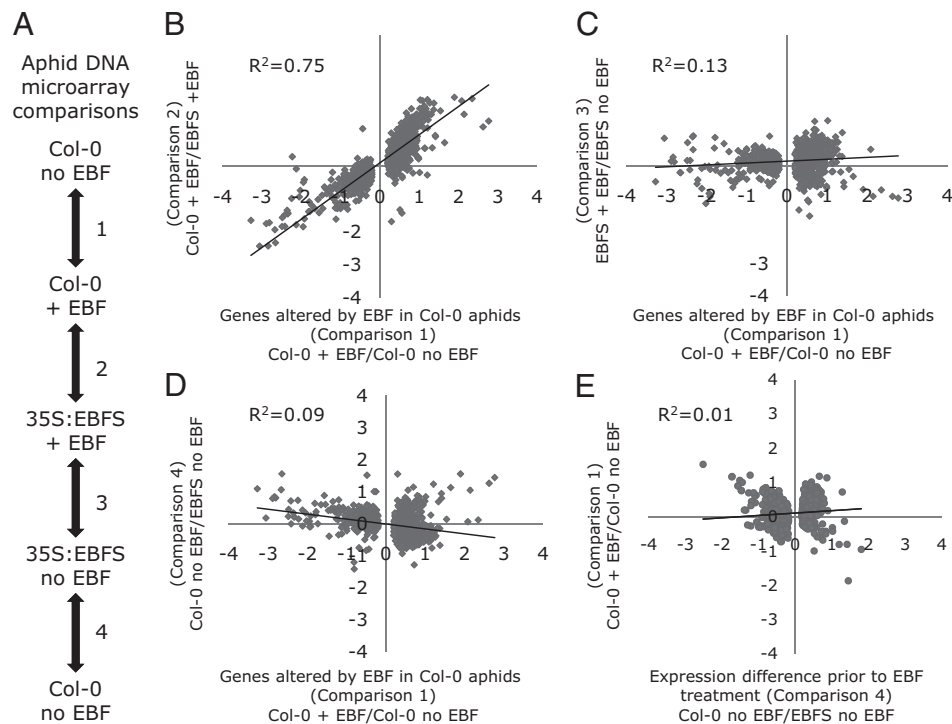 A
Aphid DNA
microarray
comparisons
Col-0
no EBF
1
Col-0
+ EBF
2
35S:EBFS
+ EBF
3
35S:EBFS
no EBF
4
Col-0
no EBF
B
R²=0.75
(Comparison 2)
Col-0 + EBF/EBFS +EBF
-4 -3 -2 -1 0 1 2 3 4
-2
-3
-4
Genes altered by EBF in Col-0 aphids
(Comparison 1)
Col-0 + EBF/Col-0 no EBF
C
R²=0.13
(Comparison 3)
EBFS + EBF/EBFS no EBF
-4 -3 -2 -1 0 1 2 3 4
-3
-4
Genes altered by EBF in Col-0 aphids
(Comparison 1)
Col-0 + EBF/Col-0 no EBF
D
R²=0.09
(Comparison 4)
Col-0 no EBF/EBFS no EBF
4
3
2
1
0
-1
-2
-3
-4
-4 -3 -2 -1 0 1 2 3 4
Genes altered by EBF in Col-0 aphids
(Comparison 1)
Col-0 + EBF/Col-0 no EBF
E
R²=0.01
(Comparison 1)
Col-0 + EBF/Col-0 no EBF
4
3
2
1
0
-1
-2
-3
-4
-4 -3 -2 -1 0 1 2 3 4
Expression difference prior to EBF
treatment (Comparison 4)
Col-0 no EBF/EBFS no EBF